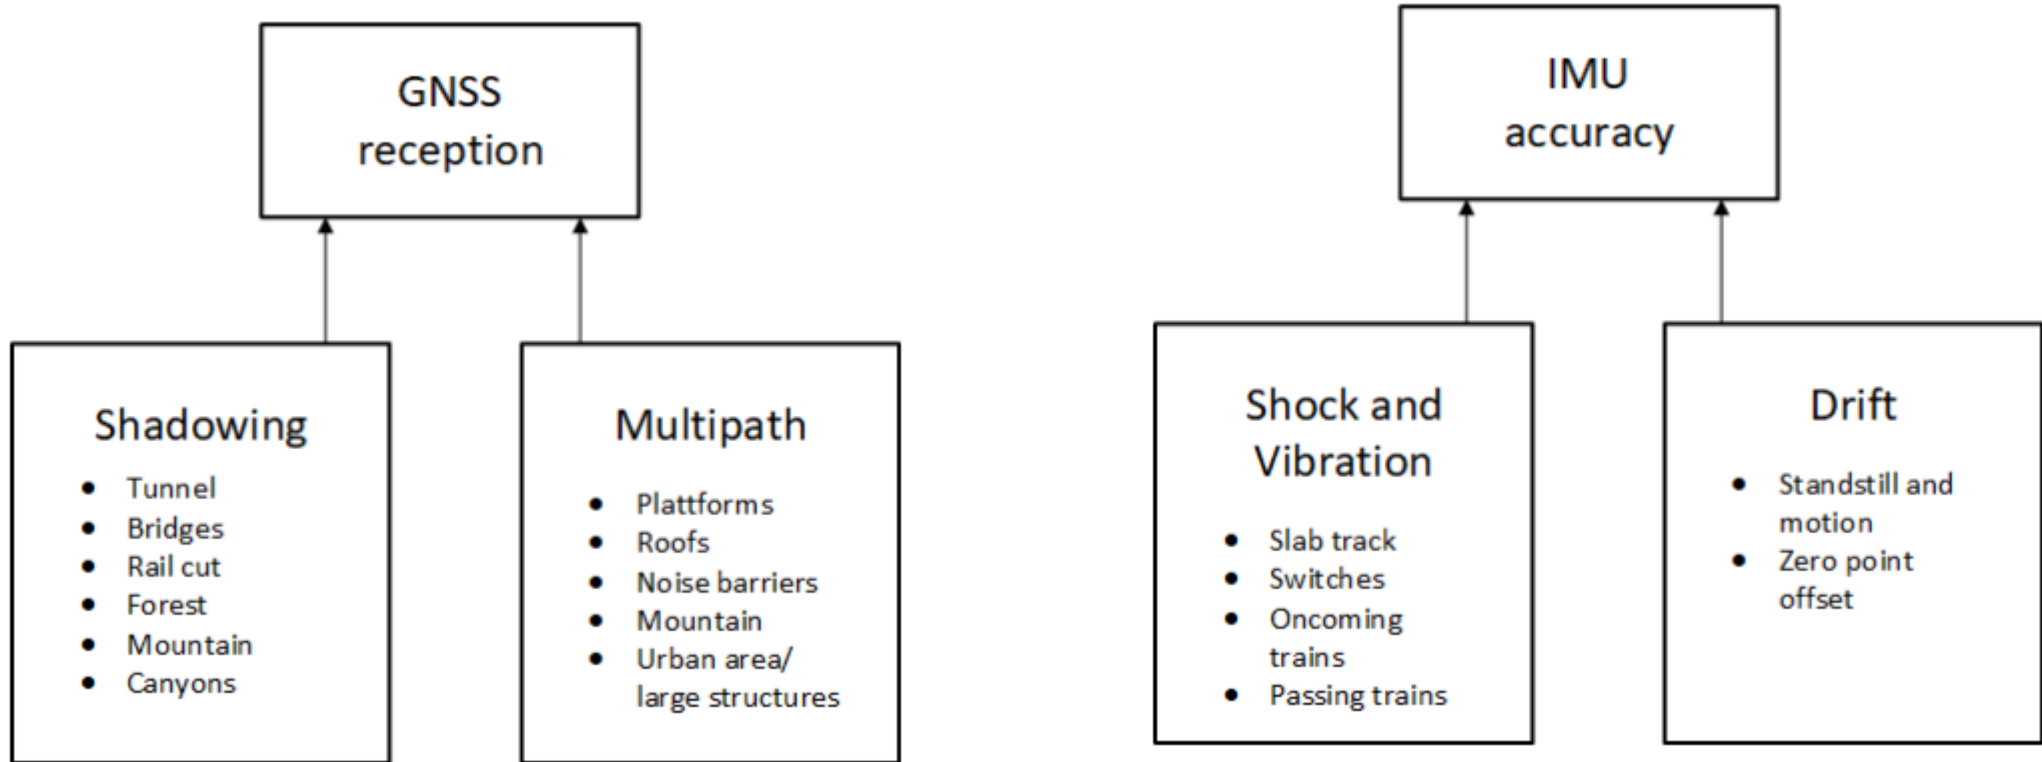 GNSS
reception
Shadowing
● Tunnel
● Bridges
● Rail cut
● Forest
● Mountain
● Canyons
Multipath
● Plattforms
● Roofs
● Noise barriers
● Mountain
● Urban area/
large structures
IMU
accuracy
Shock and
Vibration
● Slab track
● Switches
● Oncoming
trains
● Passing trains
Drift
● Standstill and
motion
● Zero point
offset